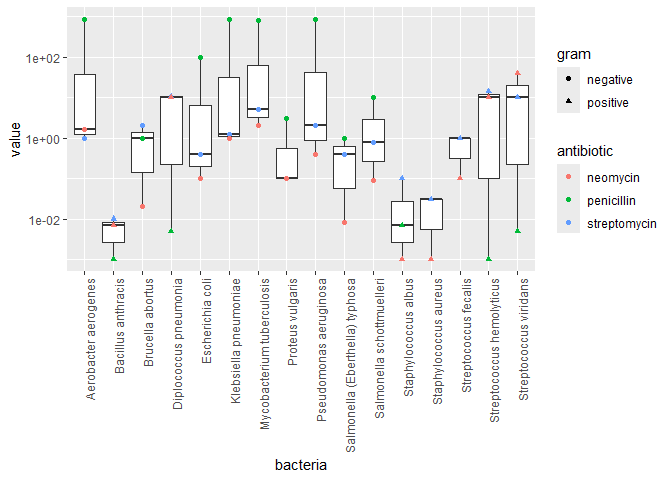 value
1e+02
1e+00
1e-02
Aerobacter aerogenes
Bacillus anthracis
Brucella abortus
Diplococcus pneumonia
Escherichia coli
Klebsiella pneumoniae
Mycobacterium tuberculosis
Proteus vulgaris
Pseudomonas aeruginosa
Salmonella (Eberthella) typhosa
Salmonella schottmuelleri
Staphylococcus albus
Staphylococcus aureus
Streptococcus fecalis
Streptococcus hemolyticus
Streptococcus viridans
bacteria
gram
negative
positive
antibiotic
neomycin
penicillin
streptomycin